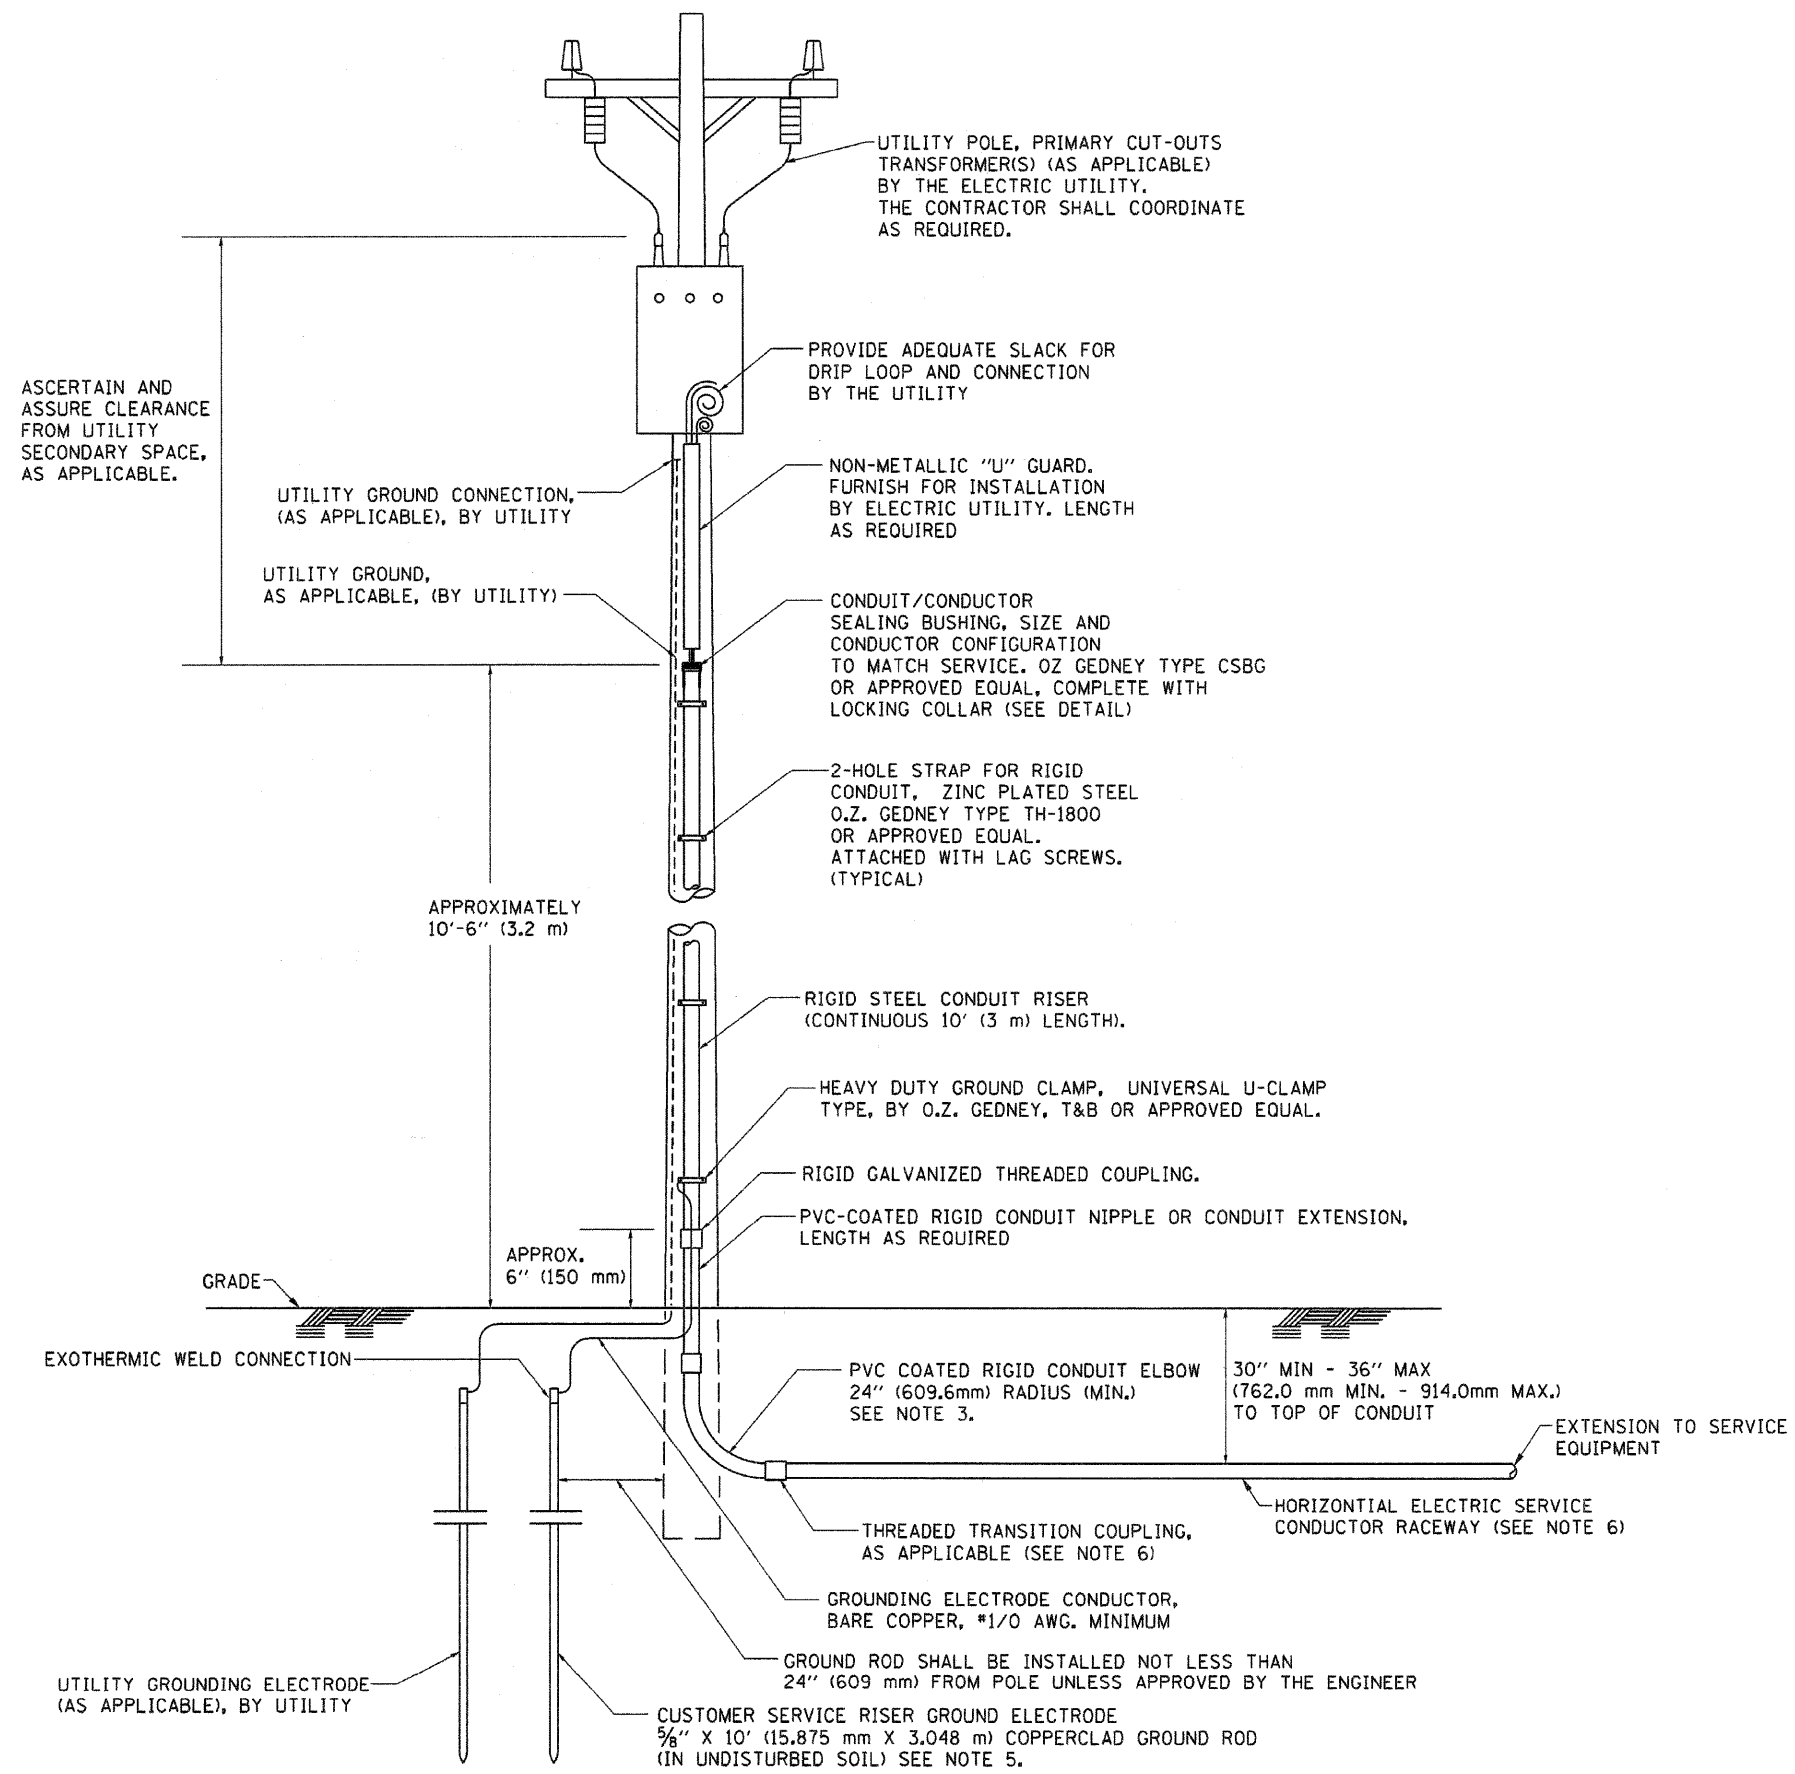 UTILITY POLE, PRIMARY CUT-OUTS
TRANSFORMER(S) (AS APPLICABLE)
BY THE ELECTRIC UTILITY.
THE CONTRACTOR SHALL COORDINATE
AS REQUIRED.
PROVIDE ADEQUATE SLACK FOR
DRIP LOOP AND CONNECTION
BY THE UTILITY
ASCERTAIN AND
ASSURE CLEARANCE
FROM UTILITY
SECONDARY SPACE,
AS APPLICABLE.
NON-METALLIC "U" GUARD.
FURNISH FOR INSTALLATION
BY ELECTRIC UTILITY. LENGTH
AS REQUIRED
UTILITY GROUND CONNECTION,
(AS APPLICABLE), BY UTILITY
UTILITY GROUND,
AS APPLICABLE, (BY UTILITY)
CONDUIT/CONDUCTOR
SEALING BUSHING, SIZE AND
CONDUCTOR CONFIGURATION
TO MATCH SERVICE. OZ GEDNEY TYPE CSBG
OR APPROVED EQUAL, COMPLETE WITH
LOCKING COLLAR (SEE DETAIL)
2-HOLE STRAP FOR RIGID
CONDUIT, ZINC PLATED STEEL
O.Z. GEDNEY TYPE TH-1800
OR APPROVED EQUAL.
ATTACHED WITH LAG SCREWS.
(TYPICAL)
APPROXIMATELY
10'-6" (3.2 m)
RIGID STEEL CONDUIT RISER
(CONTINUOUS 10' (3 m) LENGTH).
HEAVY DUTY GROUND CLAMP, UNIVERSAL U-CLAMP
TYPE, BY O.Z. GEDNEY, T&B OR APPROVED EQUAL.
RIGID GALVANIZED THREADED COUPLING.
PVC-COATED RIGID CONDUIT NIPPLE OR CONDUIT EXTENSION,
LENGTH AS REQUIRED
APPROX.
6" (150 mm)
GRADE
EXOTHERMIC WELD CONNECTION
PVC COATED RIGID CONDUIT ELBOW
24" (609.6mm) RADIUS (MIN.)
SEE NOTE 3.
30" MIN - 36" MAX
(762.0 mm MIN. - 914.0mm MAX.)
TO TOP OF CONDUIT
EXTENSION TO SERVICE
EQUIPMENT
HORIZONTIAL ELECTRIC SERVICE
CONDUCTOR RACEWAY (SEE NOTE 6)
THREADED TRANSITION COUPLING,
AS APPLICABLE (SEE NOTE 6)
GROUNDING ELECTRODE CONDUCTOR,
BARE COPPER, #1/0 AWG. MINIMUM
GROUND ROD SHALL BE INSTALLED NOT LESS THAN
24" (609 mm) FROM POLE UNLESS APPROVED BY THE ENGINEER
UTILITY GROUNDING ELECTRODE
(AS APPLICABLE), BY UTILITY
CUSTOMER SERVICE RISER GROUND ELECTRODE
5/8" X 10' (15.875 mm X 3.048 m) COPPERCLAD GROUND ROD
(IN UNDISTURBED SOIL) SEE NOTE 5.